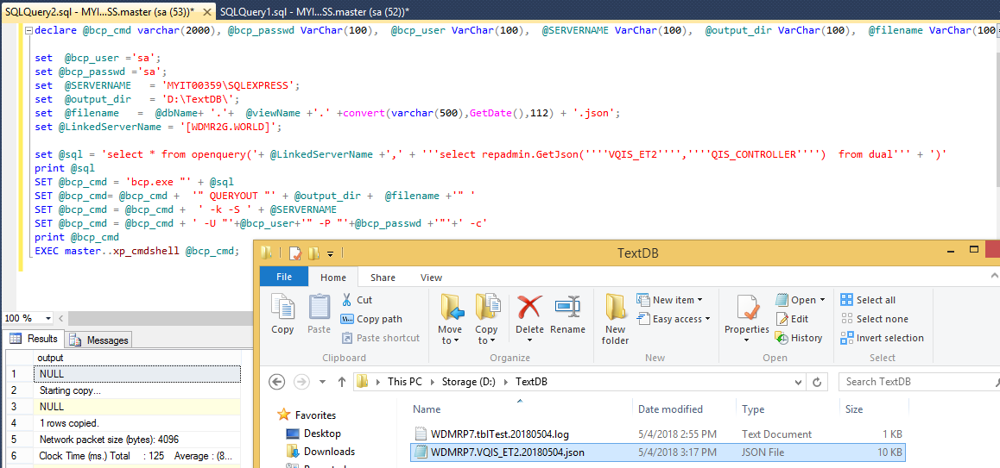 SQLQuery2.sql - MYI...SS.master (sa (53))* SQLQuery1.sql - MYI...SS.master (sa (52))*
declare @bcp_cmd varchar(2000), @bcp_passwd VarChar(100), @bcp_user VarChar(100), @SERVERNAME VarChar(100), @output_dir VarChar(100), @filename VarChar(100
set @bcp_user ='sa';
set @bcp_passwd ='sa';
set @SERVERNAME = 'MYIT00359\SQLEXPRESS';
set @output_dir = 'D:\TextDB\';
set @filename = @dbName+ '.'+ @viewName +'.' +convert(varchar(500),GetDate(),112) + '.json';
set @LinkedServerName = '[WDMR2G.WORLD]';
set @sql = 'select * from openquery('+ @LinkedServerName +',' + '''select repadmin.GetJson(''''VQIS_ET2'''',''''QIS_CONTROLLER'''') from dual''' + ')'
print @sql
SET @bcp_cmd = 'bcp.exe "' + @sql
SET @bcp_cmd= @bcp_cmd + '" QUERYOUT "' + @output_dir + @filename +'" '
SET @bcp_cmd = @bcp_cmd + ' -k -S ' + @SERVERNAME
SET @bcp_cmd = @bcp_cmd + ' -U "'+@bcp_user+'" -P "'+@bcp_passwd +'"'+' -c'
print @bcp_cmd
EXEC master..xp_cmdshell @bcp_cmd;
100 %
Results Messages
output
1 NULL
2 Starting copy...
3 NULL
4 1 rows copied.
5 Network packet size (bytes): 4096
6 Clock Time (ms.) Total : 125 Average : (8...
TextDB
File Home Share View
Copy
Paste
Cut
Copy path
Paste shortcut
Clipboard
Move to
Copy to
Delete
Rename
Organize
New folder
New item
Easy access
New
Properties
Open
Edit
History
Open
Select all
Select none
Invert selection
Select
This PC Storage (D:) TextDB
Search TextDB
Favorites
Desktop
Downloads
Name Date modified Type Size
WDMRP7.tblTest.20180504.log 5/4/2018 2:55 PM Text Document 1 KB
WDMRP7.VQIS_ET2.20180504.json 5/4/2018 3:17 PM JSON File 10 KB